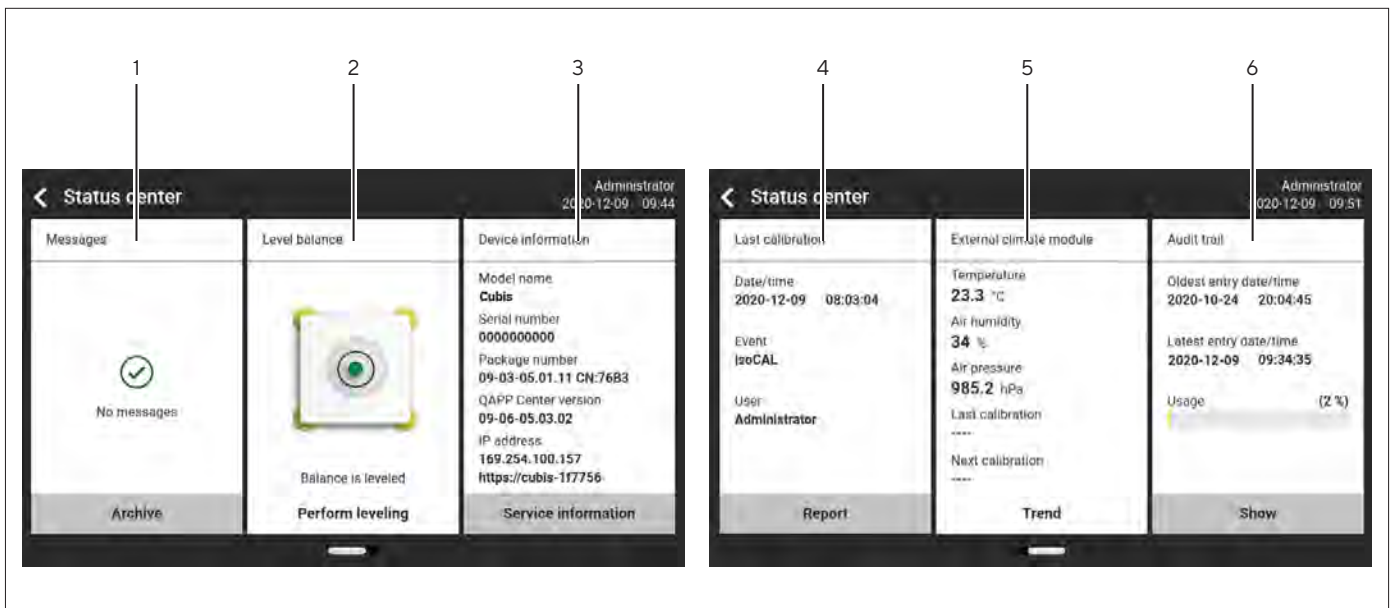 1
2
3
4
5
6
Status center
Administrator
2020-12-09 09:44
Messages
No messages
Archive
Level balance
Balance is leveled
Perform leveling
Device information
Model name
Cubis
Serial number
0000000000
Package number
09-03-05.01.11 CN:76B3
QAPP Center version
09-06-05.03.02
IP address
169.254.100.157
https://cubis-1f7756
Service information
Status center
Administrator
2020-12-09 09:51
Last calibration
Date/time
2020-12-09 08:03:04
Event
isoCAL
User
Administrator
Report
External climate module
Temperature
23.3 °C
Air humidity
34 %
Air pressure
985.2 hPa
Last calibration
----
Next calibration
----
Trend
Audit trail
Oldest entry date/time
2020-10-24 20:04:45
Latest entry date/time
2020-12-09 09:34:35
Usage (2 %)
Show